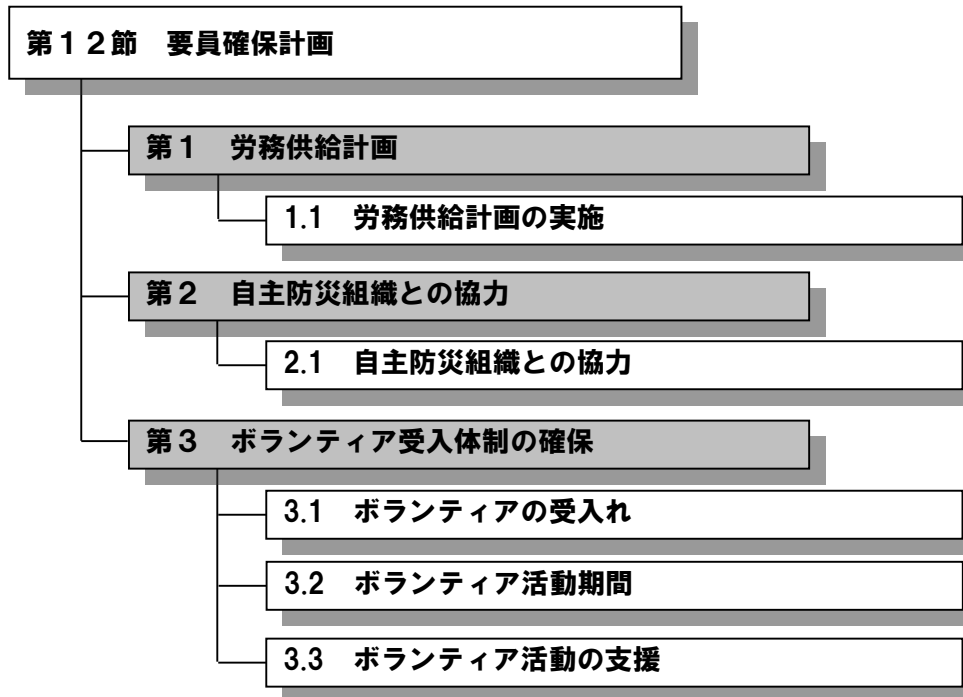 第12節　要員確保計画
第１　労務供給計画
1.1　労務供給計画の実施
第２　自主防災組織との協力
2.1　自主防災組織との協力
第３　ボランティア受入体制の確保
3.1　ボランティアの受入れ
3.2　ボランティア活動期間
3.3　ボランティア活動の支援